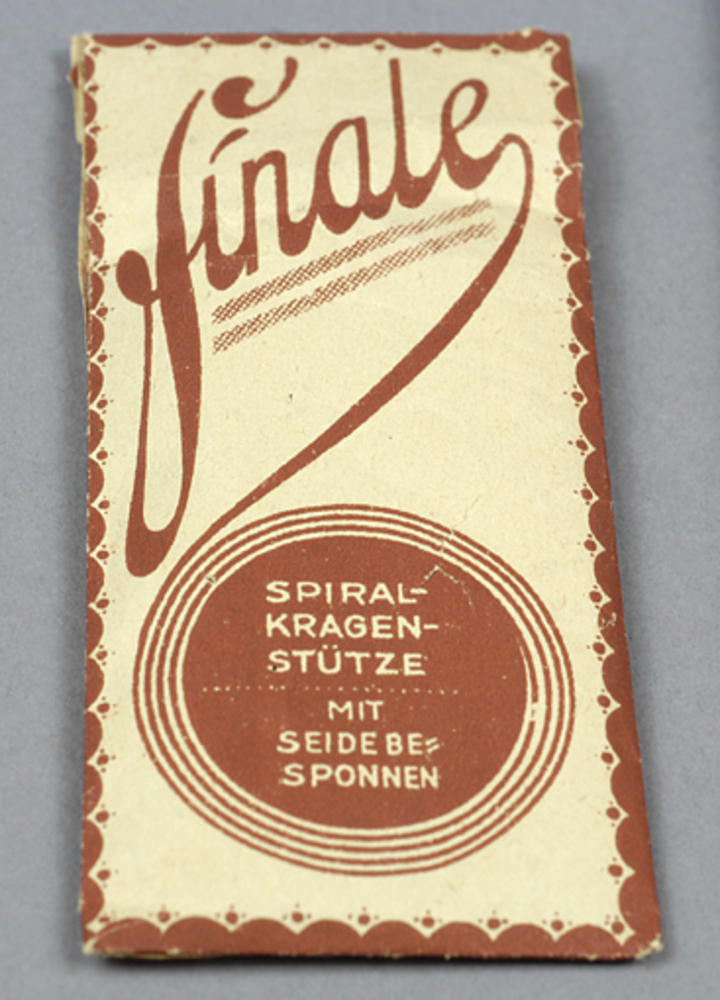 finale
SPIRAL-
KRAGEN-
STÜTZE
MIT
SEIDE BE=
SPONNEN